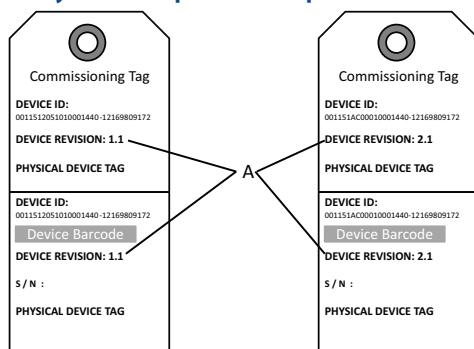 Commissioning Tag
DEVICE ID:
0011512051010001440-12169809172
DEVICE REVISION: 1.1
PHYSICAL DEVICE TAG
DEVICE ID:
0011512051010001440-12169809172
Device Barcode
DEVICE REVISION: 1.1
S / N :
PHYSICAL DEVICE TAG
A
Commissioning Tag
DEVICE ID:
001151AC00010001440-12169809172
DEVICE REVISION: 2.1
PHYSICAL DEVICE TAG
DEVICE ID:
001151AC00010001440-12169809172
Device Barcode
DEVICE REVISION: 2.1
S / N :
PHYSICAL DEVICE TAG